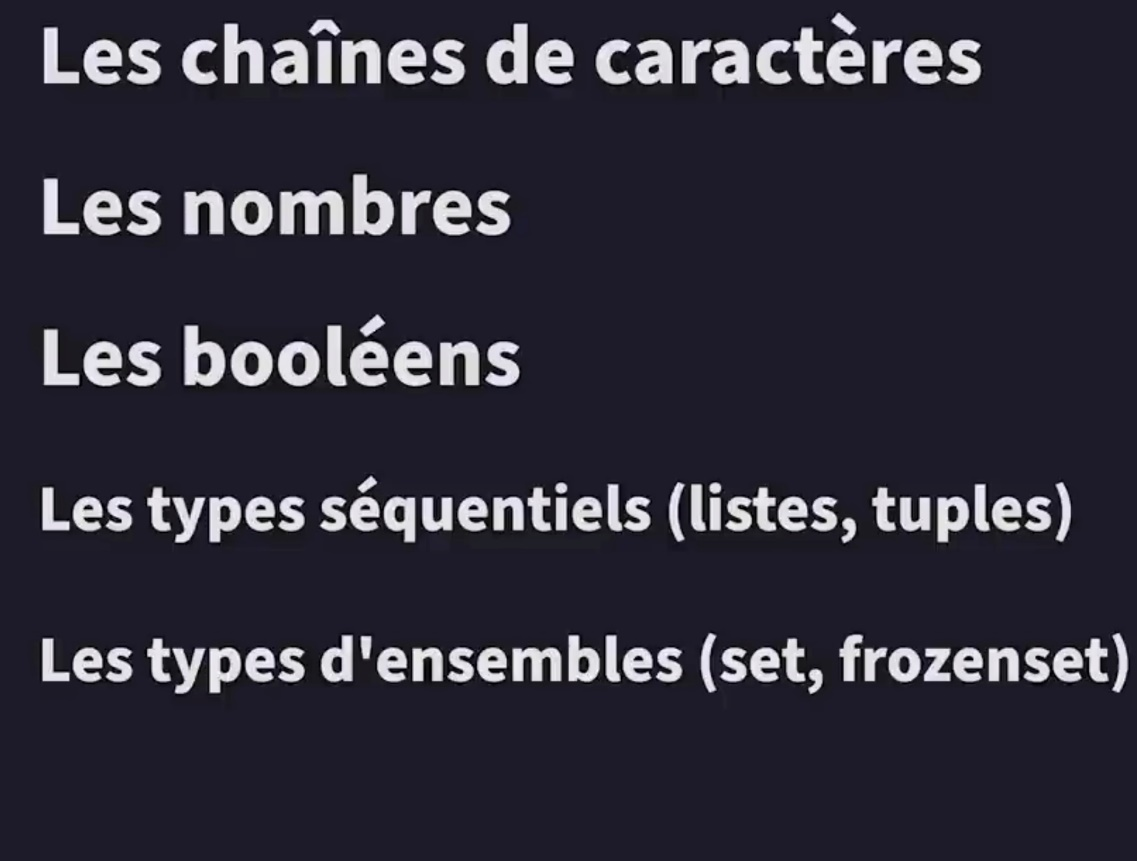 Les chaînes de caractères
Les nombres
Les booléens
Les types séquentiels (listes, tuples)
Les types d'ensembles (set, frozenset)